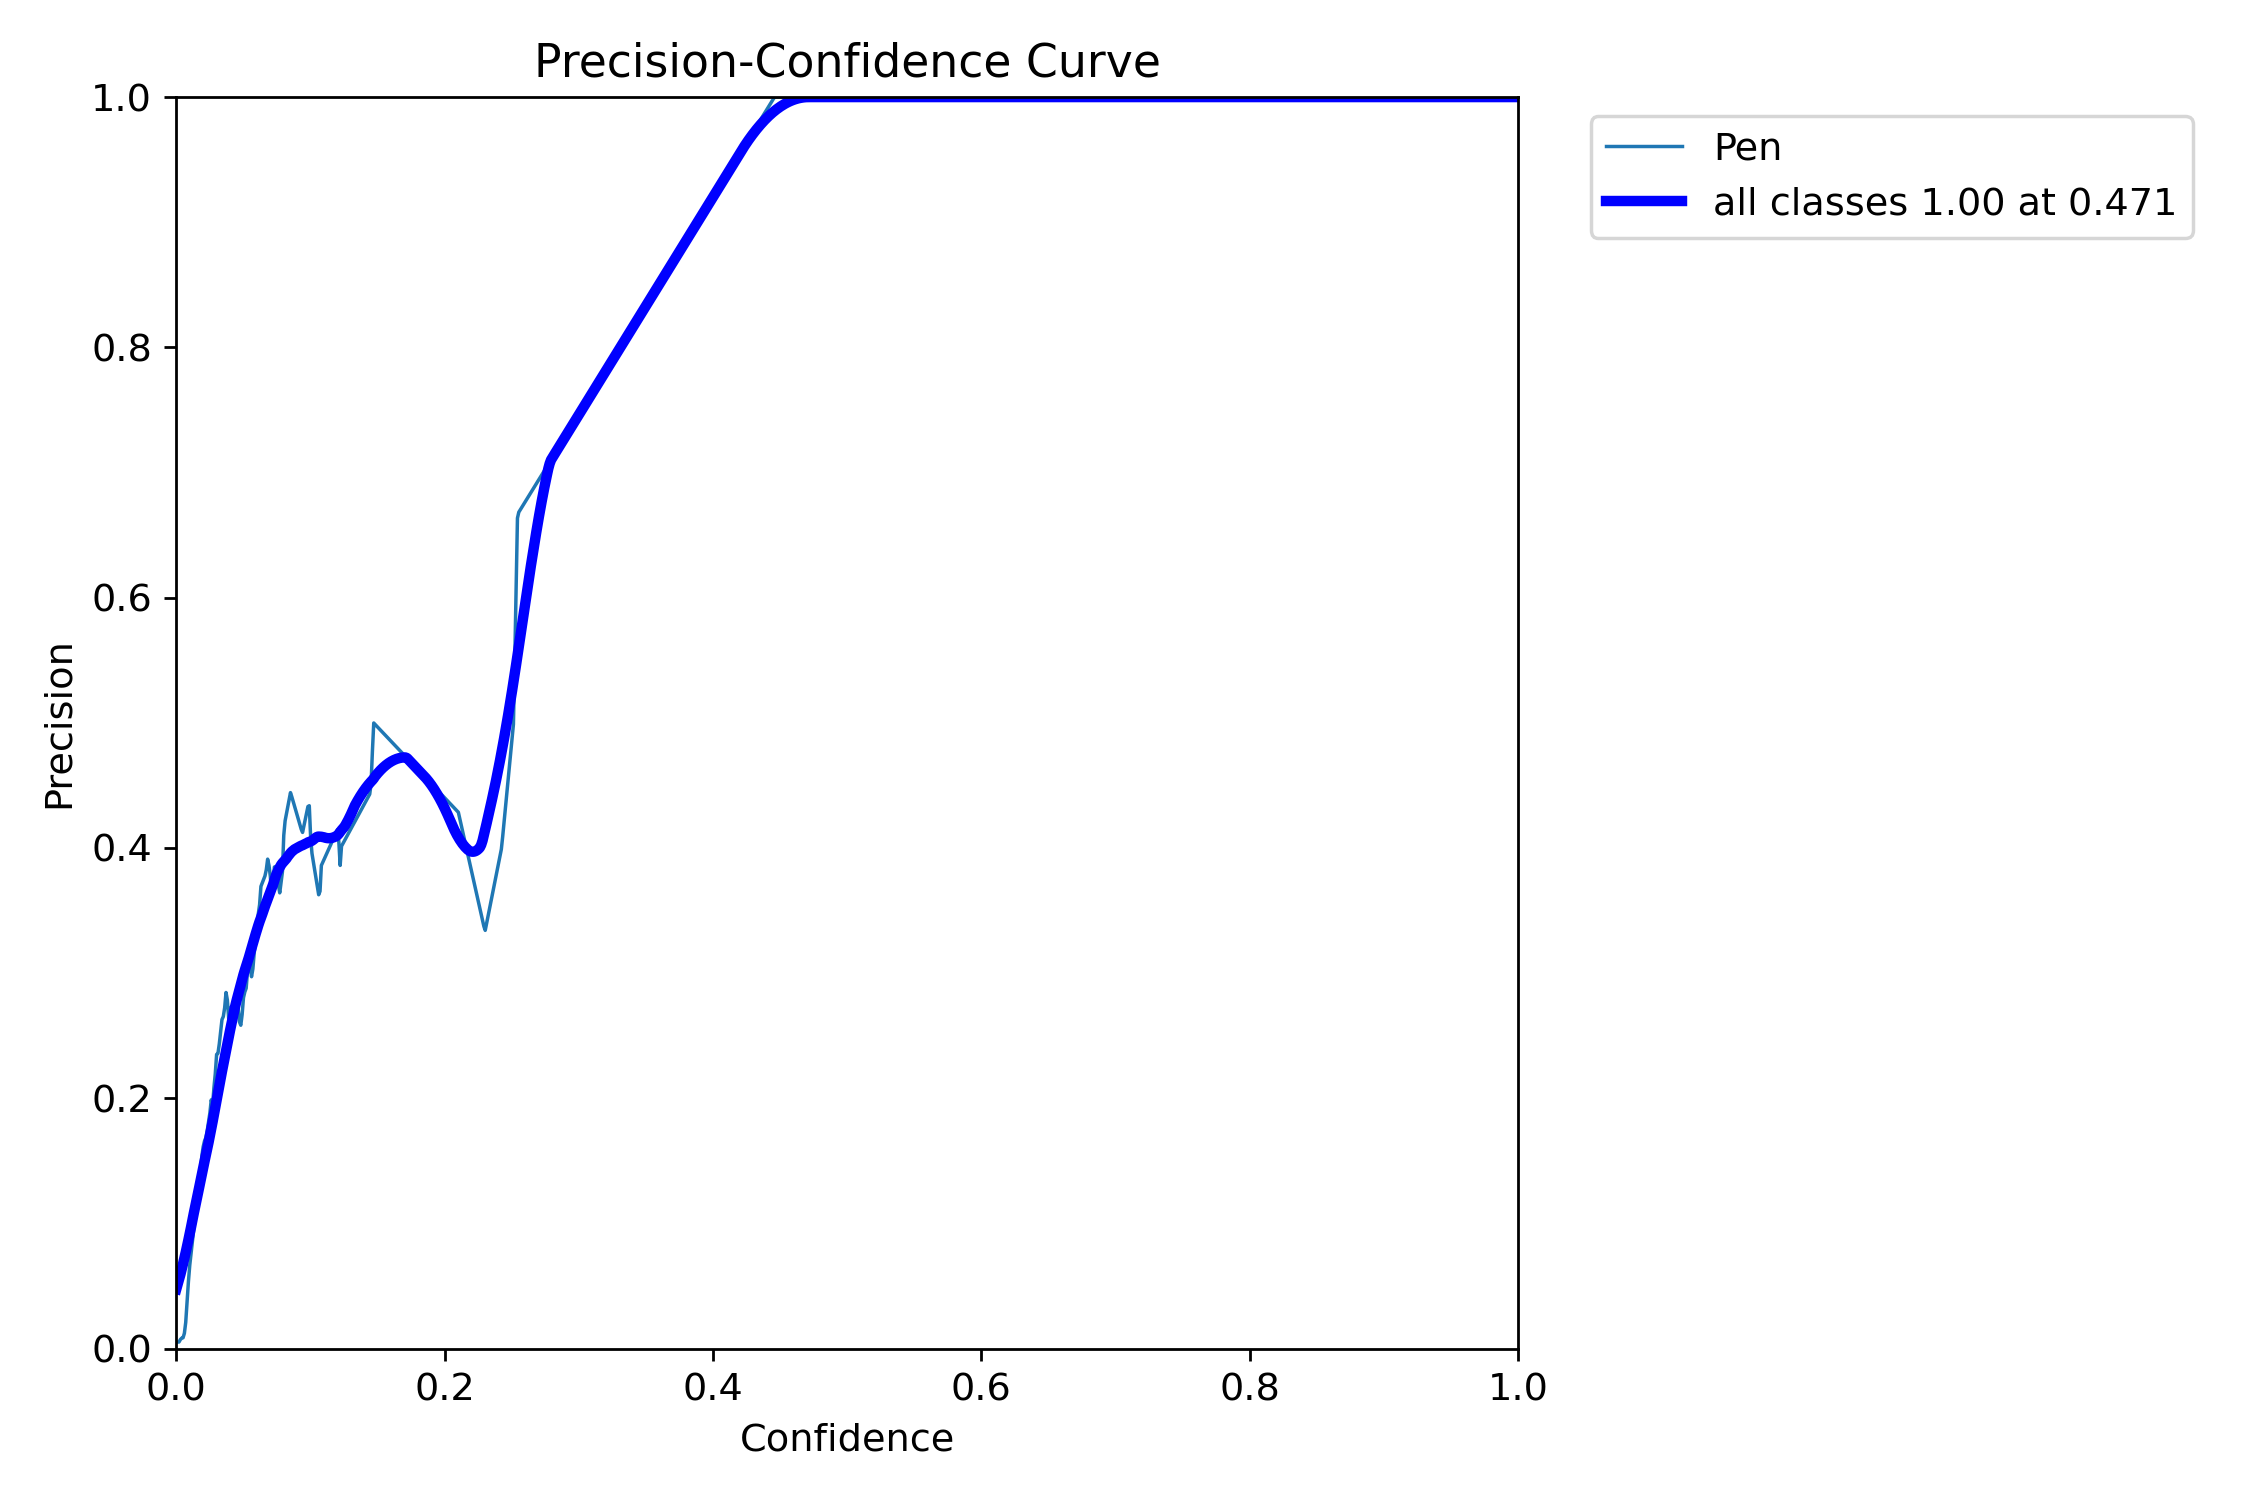 Precision-Confidence Curve
1.0
0.8
0.6
0.4
0.2
0.0
Precision
0.0 0.2 0.4 0.6 0.8 1.0
Confidence
Pen
all classes 1.00 at 0.471